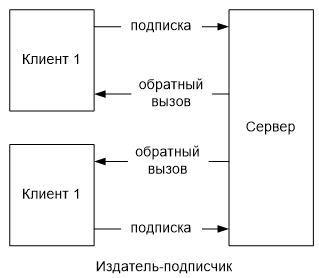 подписка
Клиент 1
обратный
вызов
Сервер
обратный
вызов
Клиент 1
подписка
Издатель-подписчик